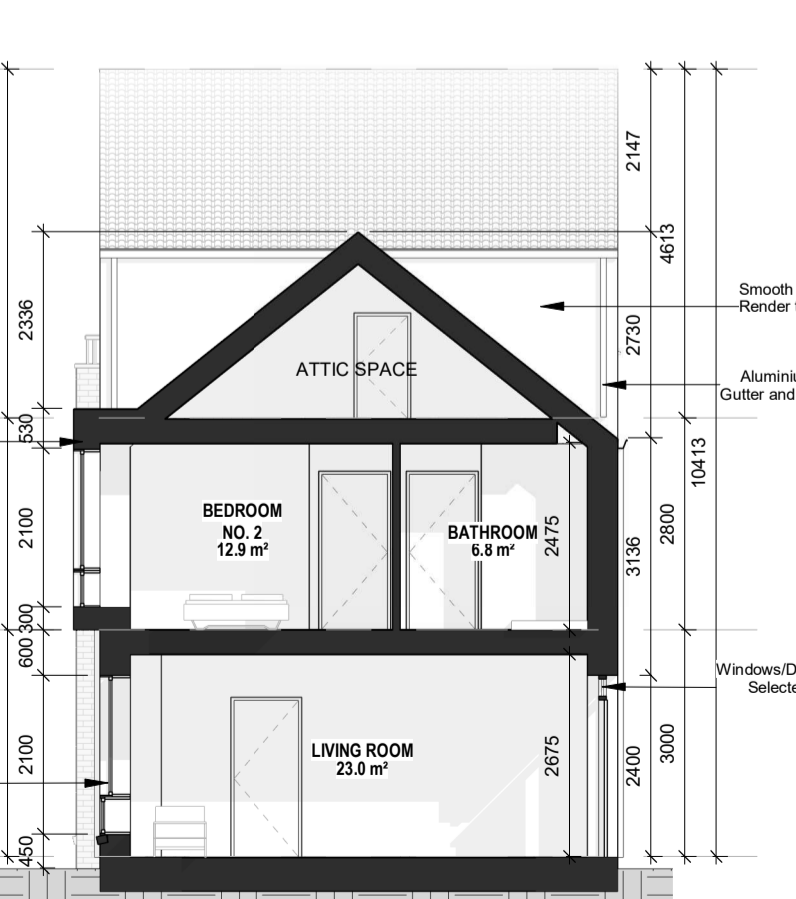 2147
4613
Smooth
Render
2336
2730
ATTIC SPACE
Aluminiu
Gutter and
530
10413
BEDROOM
NO. 2
12.9 m²
BATHROOM
6.8 m²
2475
2100
2800
3136
300
600
Windows/D
Selecte
LIVING ROOM
23.0 m²
2675
2100
2400
3000
450